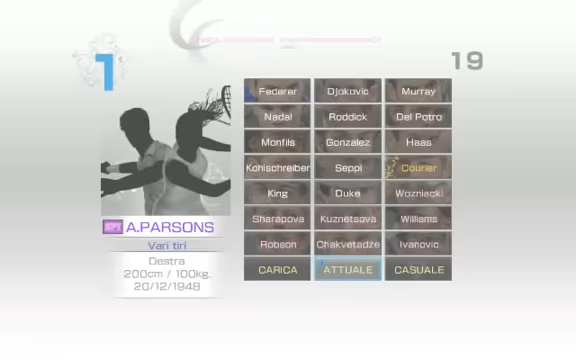 1
19
Federer Djokovic Murray
Nadal Roddick Del Potro
Monfils Gonzalez Haas
Kohlschreiber Seppi Courier
King Duke Wozniacki
Sharapova Kuznetsova Williams
Robson Chakvetadze Ivanovic
CARICA ATTUALE CASUALE
A.PARSONS
Vari tiri
Destra
200cm / 100kg.
20/12/1948